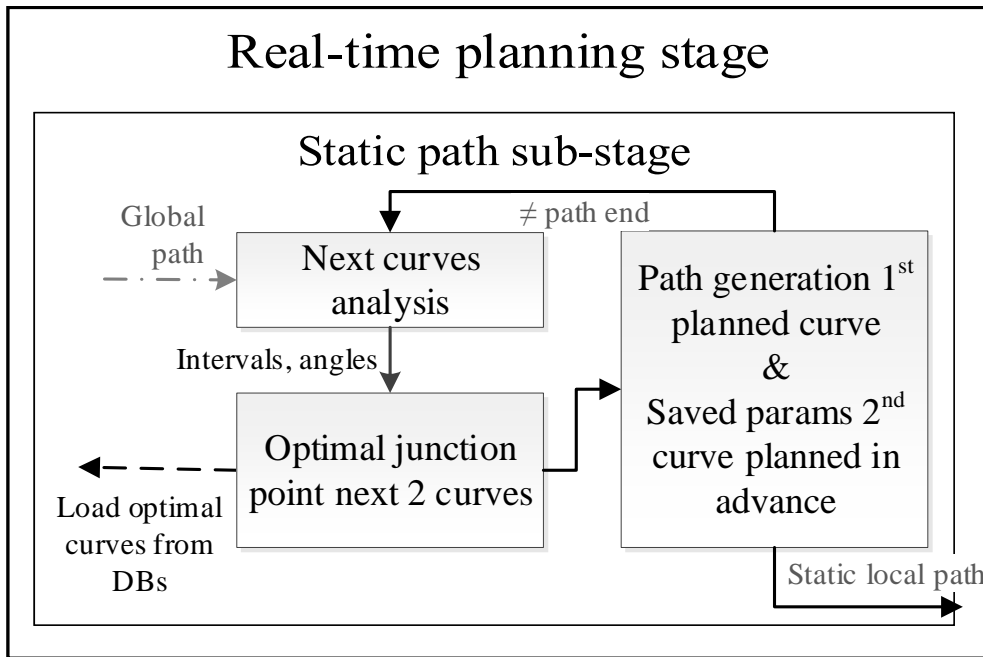 Real-time planning stage
Static path sub-stage
Global
path
≠ path end
Next curves
analysis
Intervals, angles
Optimal junction
point next 2 curves
Load optimal
curves from
DBs
Path generation 1st
planned curve
&
Saved params 2nd
curve planned in
advance
Static local path